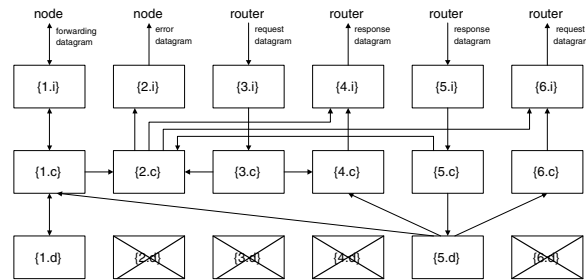 node node router router router router
forwarding datagram
error datagram
request datagram
response datagram
response datagram
request datagram
{1.i} {2.i} {3.i} {4.i} {5.i} {6.i}
{1.c} {2.c} {3.c} {4.c} {5.c} {6.c}
{1.d} {2.d} {3.d} {4.d} {5.d} {6.d}